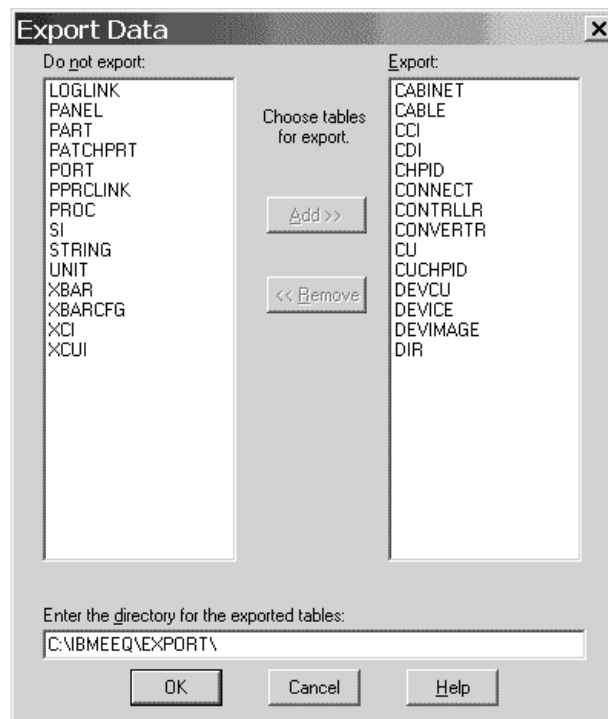 Export Data
Do not export:
LOGLINK
PANEL
PART
PATCHPRT
PORT
PPRCLINK
PROC
SI
STRING
UNIT
XBAR
XBARCFG
XCI
XCUI
Choose tables
for export.
Add >>
<< Remove
Export:
CABINET
CABLE
CCI
CDI
CHPID
CONNECT
CONTRLLR
CONVERTR
CU
CUCHPID
DEVCU
DEVICE
DEVIMAGE
DIR
Enter the directory for the exported tables:
C:\IBMEEQ\EXPORT\
OK
Cancel
Help